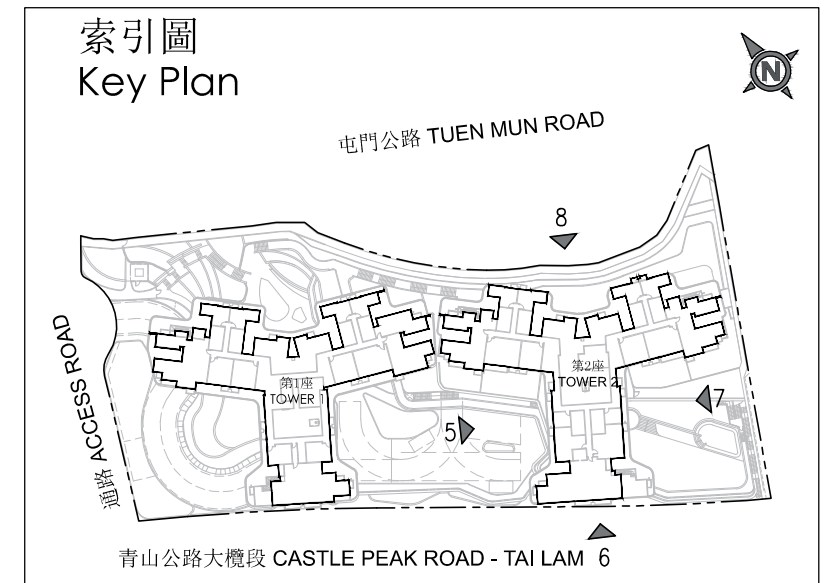 索引圖
Key Plan
N
屯門公路 TUEN MUN ROAD
8
通路 ACCESS ROAD
第1座
TOWER 1
第2座
TOWER 2
7
5
青山公路大欖段 CASTLE PEAK ROAD - TAI LAM 6